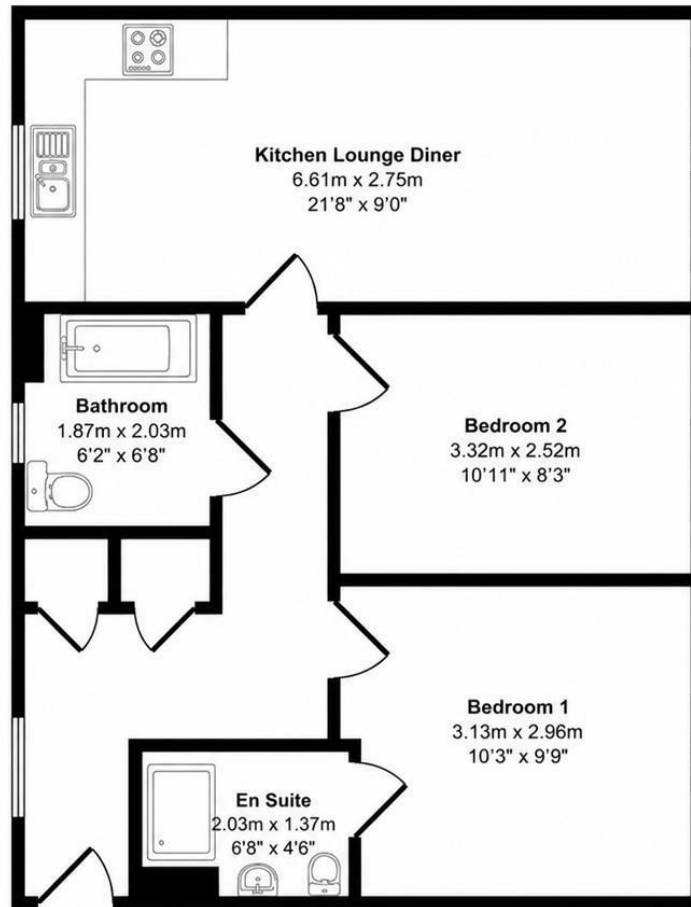 Kitchen Lounge Diner
6.61m x 2.75m
21'8" x 9'0"
Bathroom
1.87m x 2.03m
6'2" x 6'8"
Bedroom 2
3.32m x 2.52m
10'11" x 8'3"
Bedroom 1
3.13m x 2.96m
10'3" x 9'9"
En Suite
2.03m x 1.37m
6'8" x 4'6"